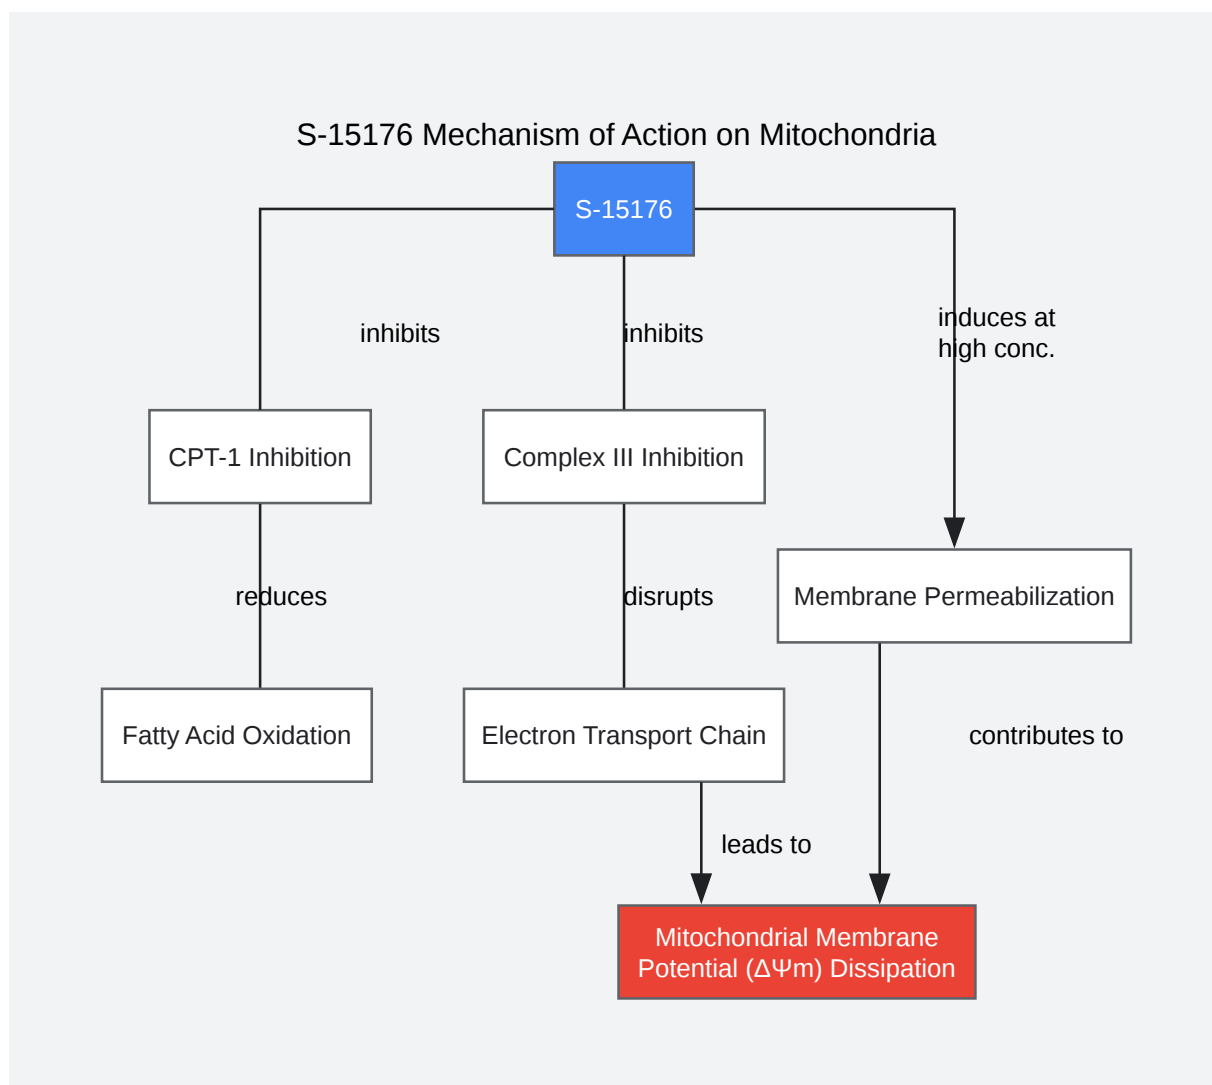 S-15176 Mechanism of Action on Mitochondria
S-15176
inhibits
inhibits
induces at
high conc.
CPT-1 Inhibition
Complex III Inhibition
reduces
disrupts
Membrane Permeabilization
Fatty Acid Oxidation
Electron Transport Chain
contributes to
leads to
Mitochondrial Membrane
Potential (ΔΨm) Dissipation